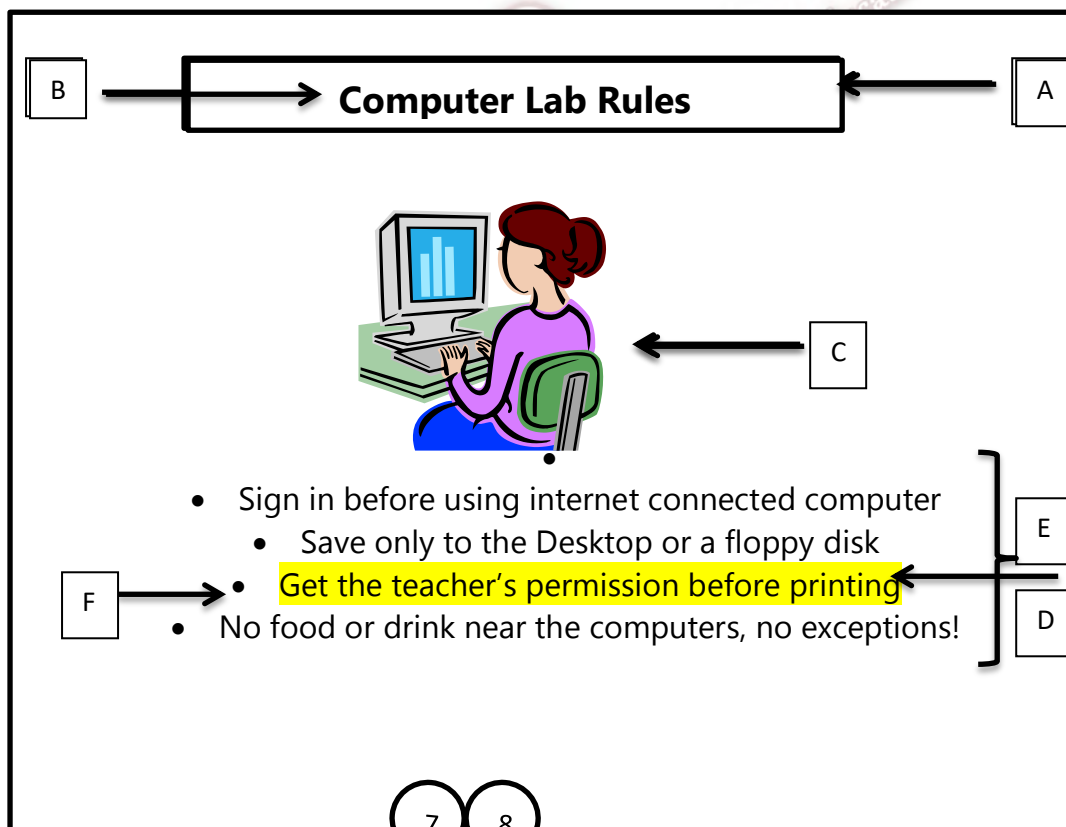 B Computer Lab Rules A
C
•
• Sign in before using internet connected computer
E
• Save only to the Desktop or a floppy disk
F • Get the teacher's permission before printing
• No food or drink near the computers, no exceptions! D
7 8